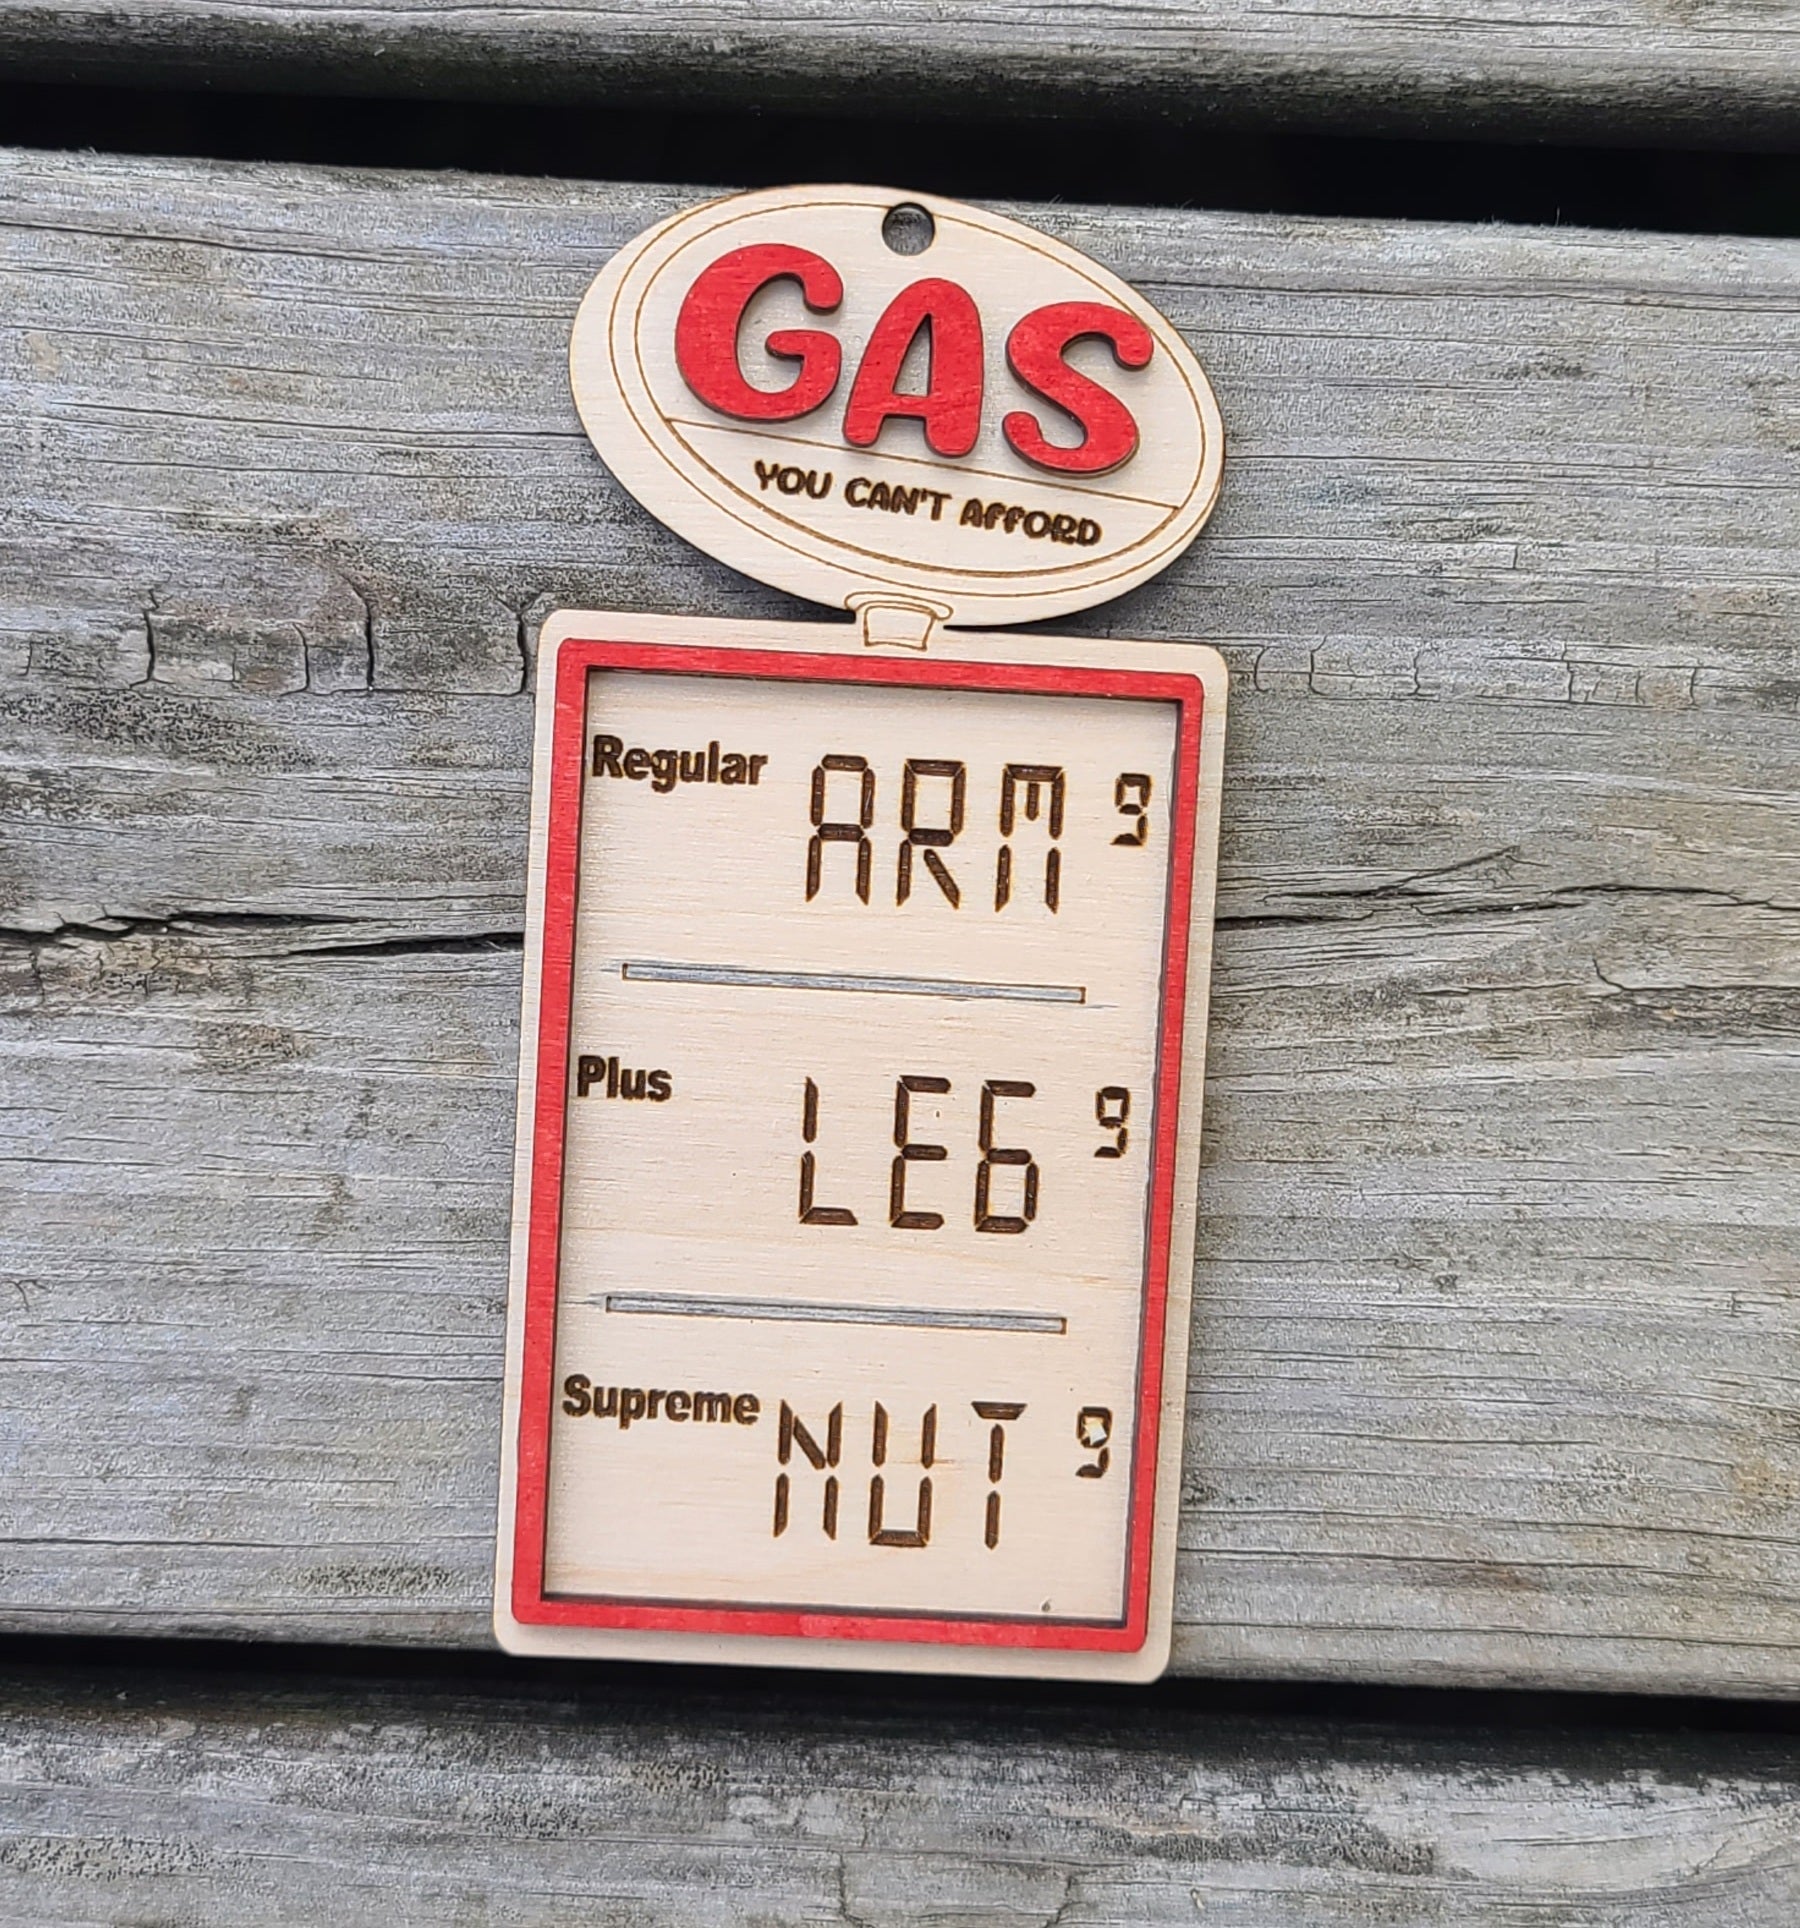 GAS
YOU CAN'T AFFORD
Regular ARM 9
Plus LEG 9
Supreme NUT 9